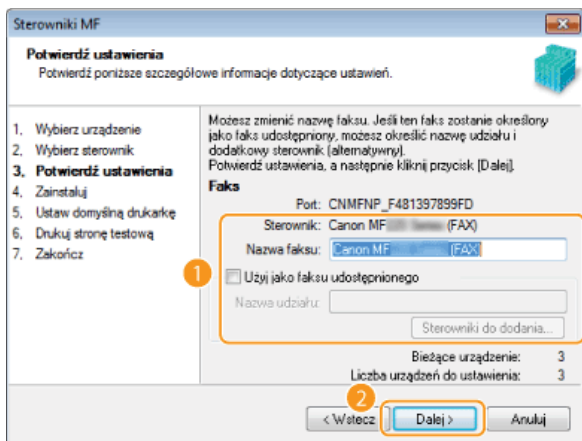 Sterowniki MF
Potwierdź ustawienia
Potwierdź poniższe szczegółowe informacje dotyczące ustawień.
1. Wybierz urządzenie
2. Wybierz sterownik
3. Potwierdź ustawienia
4. Zainstaluj
5. Ustaw domyślną drukarkę
6. Drukuj stronę testową
7. Zakończ
Możesz zmienić nazwę faksu. Jeśli ten faks zostanie określony
jako faks udostępniony, możesz określić nazwę udziału i
dodatkowy sterownik (alternatywny).
Potwierdź ustawienia, a następnie kliknij przycisk [Dalej].
Faks
Port: CNMFNP_F481397899FD
Sterownik: Canon MF (FAX)
Nazwa faksu: Canon MF (FAX)
1
Użyj jako faksu udostępnionego
Nazwa udziału:
Sterowniki do dodania...
Bieżące urządzenie: 3
Liczba urządzeń do ustawienia: 3
2
< Wstecz Dalej > Anuluj